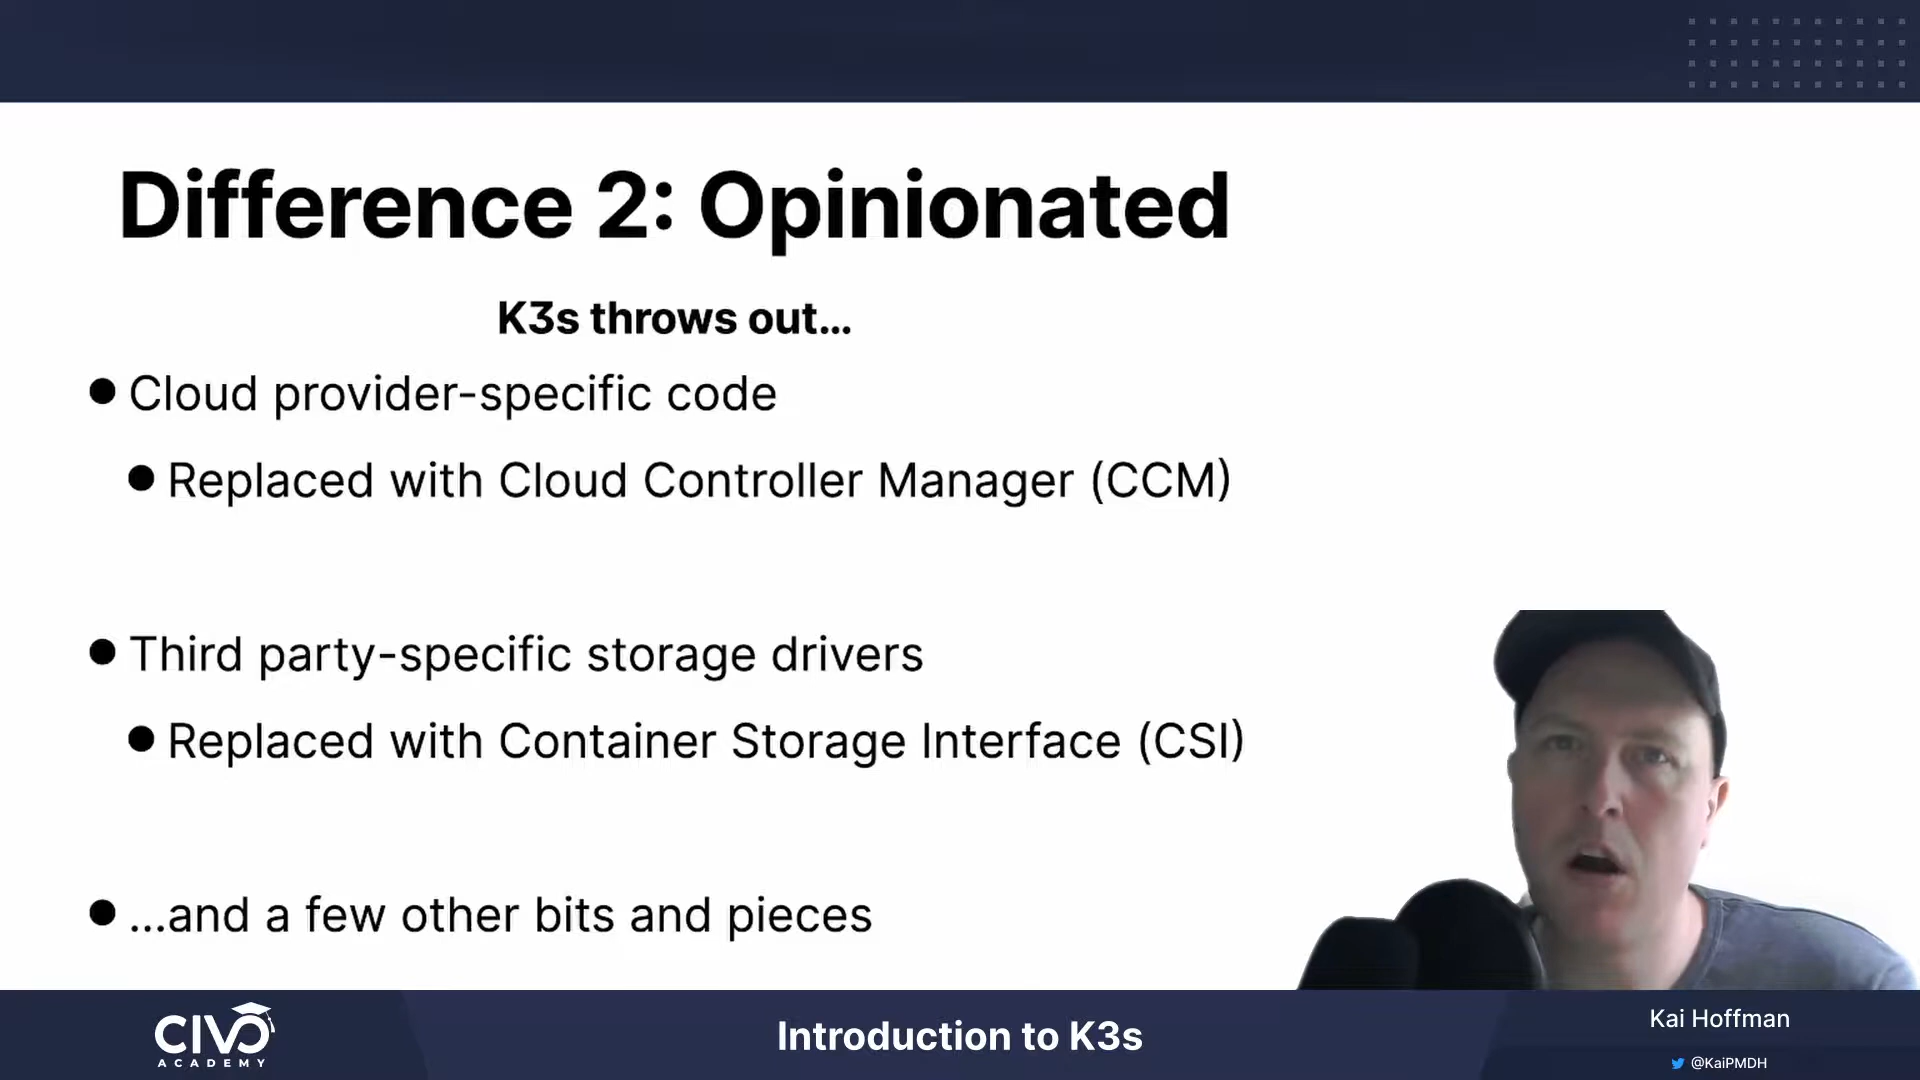 Difference 2: Opinionated
K3s throws out...
● Cloud provider-specific code
● Replaced with Cloud Controller Manager (CCM)
● Third party-specific storage drivers
● Replaced with Container Storage Interface (CSI)
● ...and a few other bits and pieces
CIVO
ACADEMY
Introduction to K3s
Kai Hoffman
@KaiPMDH